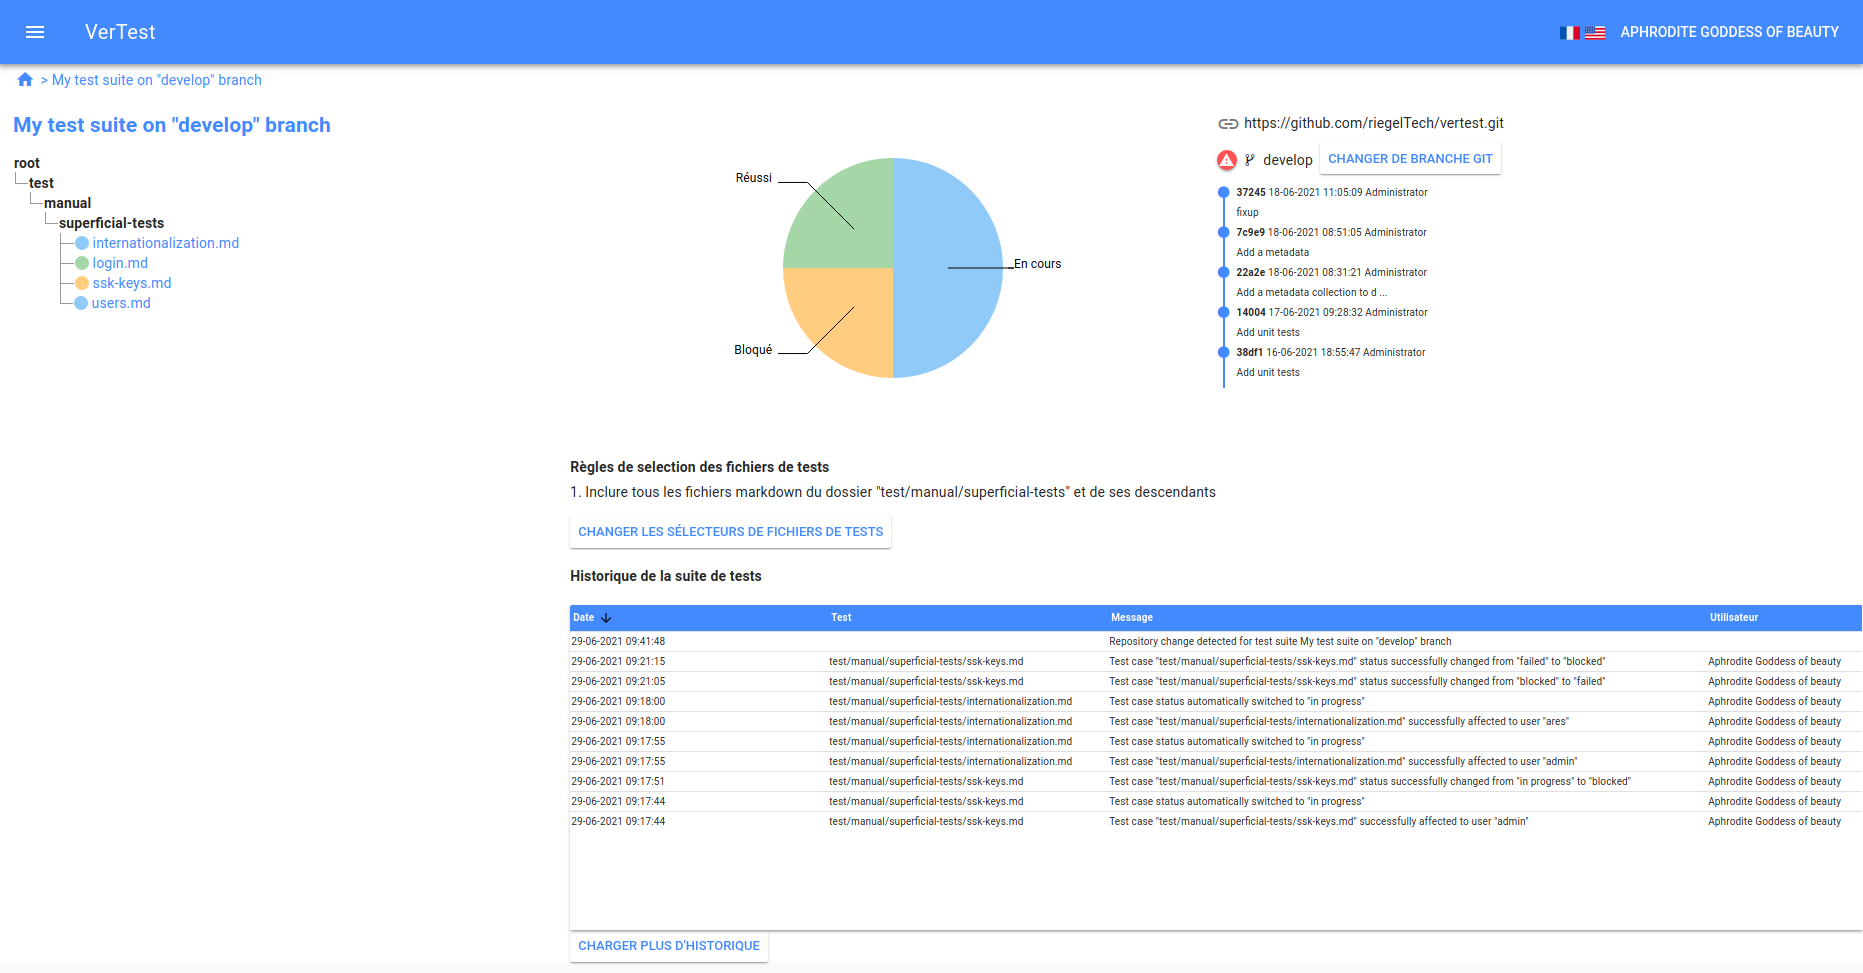 VerTest
APHRODITE GODDESS OF BEAUTY
> My test suite on "develop" branch
My test suite on "develop" branch
root
test
manual
superficial-tests
internationalization.md
login.md
ssk-keys.md
users.md
Réussi
En cours
Bloqué
https://github.com/riegelTech/vertest.git
develop CHANGER DE BRANCHE GIT
37245 18-06-2021 11:05:09 Administrator
fixup
7c9e9 18-06-2021 08:51:05 Administrator
Add a metadata
22a2e 18-06-2021 08:31:21 Administrator
Add a metadata collection to d ...
14004 17-06-2021 09:28:32 Administrator
Add unit tests
38df1 16-06-2021 18:55:47 Administrator
Add unit tests
Règles de selection des fichiers de tests
1. Inclure tous les fichiers markdown du dossier "test/manual/superficial-tests" et de ses descendants
CHANGER LES SÉLECTEURS DE FICHIERS DE TESTS
Historique de la suite de tests
Date Test Message Utilisateur
29-06-2021 09:41:48 Repository change detected for test suite My test suite on "develop" branch
29-06-2021 09:21:15 test/manual/superficial-tests/ssk-keys.md Test case "test/manual/superficial-tests/ssk-keys.md" status successfully changed from "failed" to "blocked" Aphrodite Goddess of beauty
29-06-2021 09:21:05 test/manual/superficial-tests/ssk-keys.md Test case "test/manual/superficial-tests/ssk-keys.md" status successfully changed from "blocked" to "failed" Aphrodite Goddess of beauty
29-06-2021 09:18:00 test/manual/superficial-tests/internationalization.md Test case status automatically switched to "in progress" Aphrodite Goddess of beauty
29-06-2021 09:18:00 test/manual/superficial-tests/internationalization.md Test case "test/manual/superficial-tests/internationalization.md" successfully affected to user "ares" Aphrodite Goddess of beauty
29-06-2021 09:17:55 test/manual/superficial-tests/internationalization.md Test case status automatically switched to "in progress" Aphrodite Goddess of beauty
29-06-2021 09:17:55 test/manual/superficial-tests/internationalization.md Test case "test/manual/superficial-tests/internationalization.md" successfully affected to user "admin" Aphrodite Goddess of beauty
29-06-2021 09:17:51 test/manual/superficial-tests/ssk-keys.md Test case "test/manual/superficial-tests/ssk-keys.md" status successfully changed from "in progress" to "blocked" Aphrodite Goddess of beauty
29-06-2021 09:17:44 test/manual/superficial-tests/ssk-keys.md Test case status automatically switched to "in progress" Aphrodite Goddess of beauty
29-06-2021 09:17:44 test/manual/superficial-tests/ssk-keys.md Test case "test/manual/superficial-tests/ssk-keys.md" successfully affected to user "admin" Aphrodite Goddess of beauty
CHARGER PLUS D'HISTORIQUE